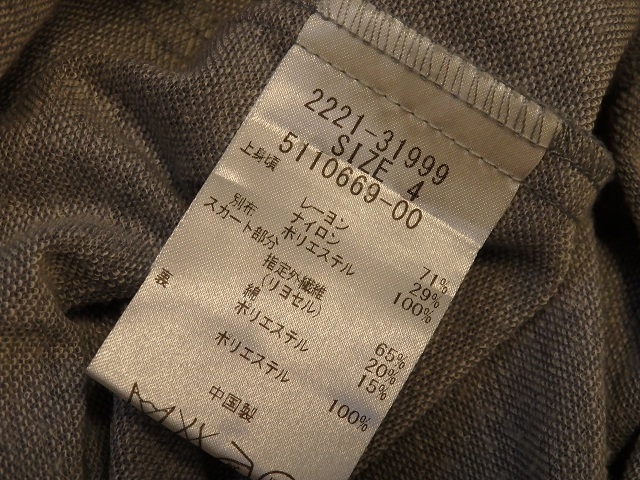 2221-31999
SIZE 4
5110669-00
上身頃
レーヨン 71%
ナイロン 29%
別布 ポリエステル 100%
スカート部分
指定外繊維
(リヨセル) 65%
綿 20%
ポリエステル 15%
裏 ポリエステル 100%
中国製